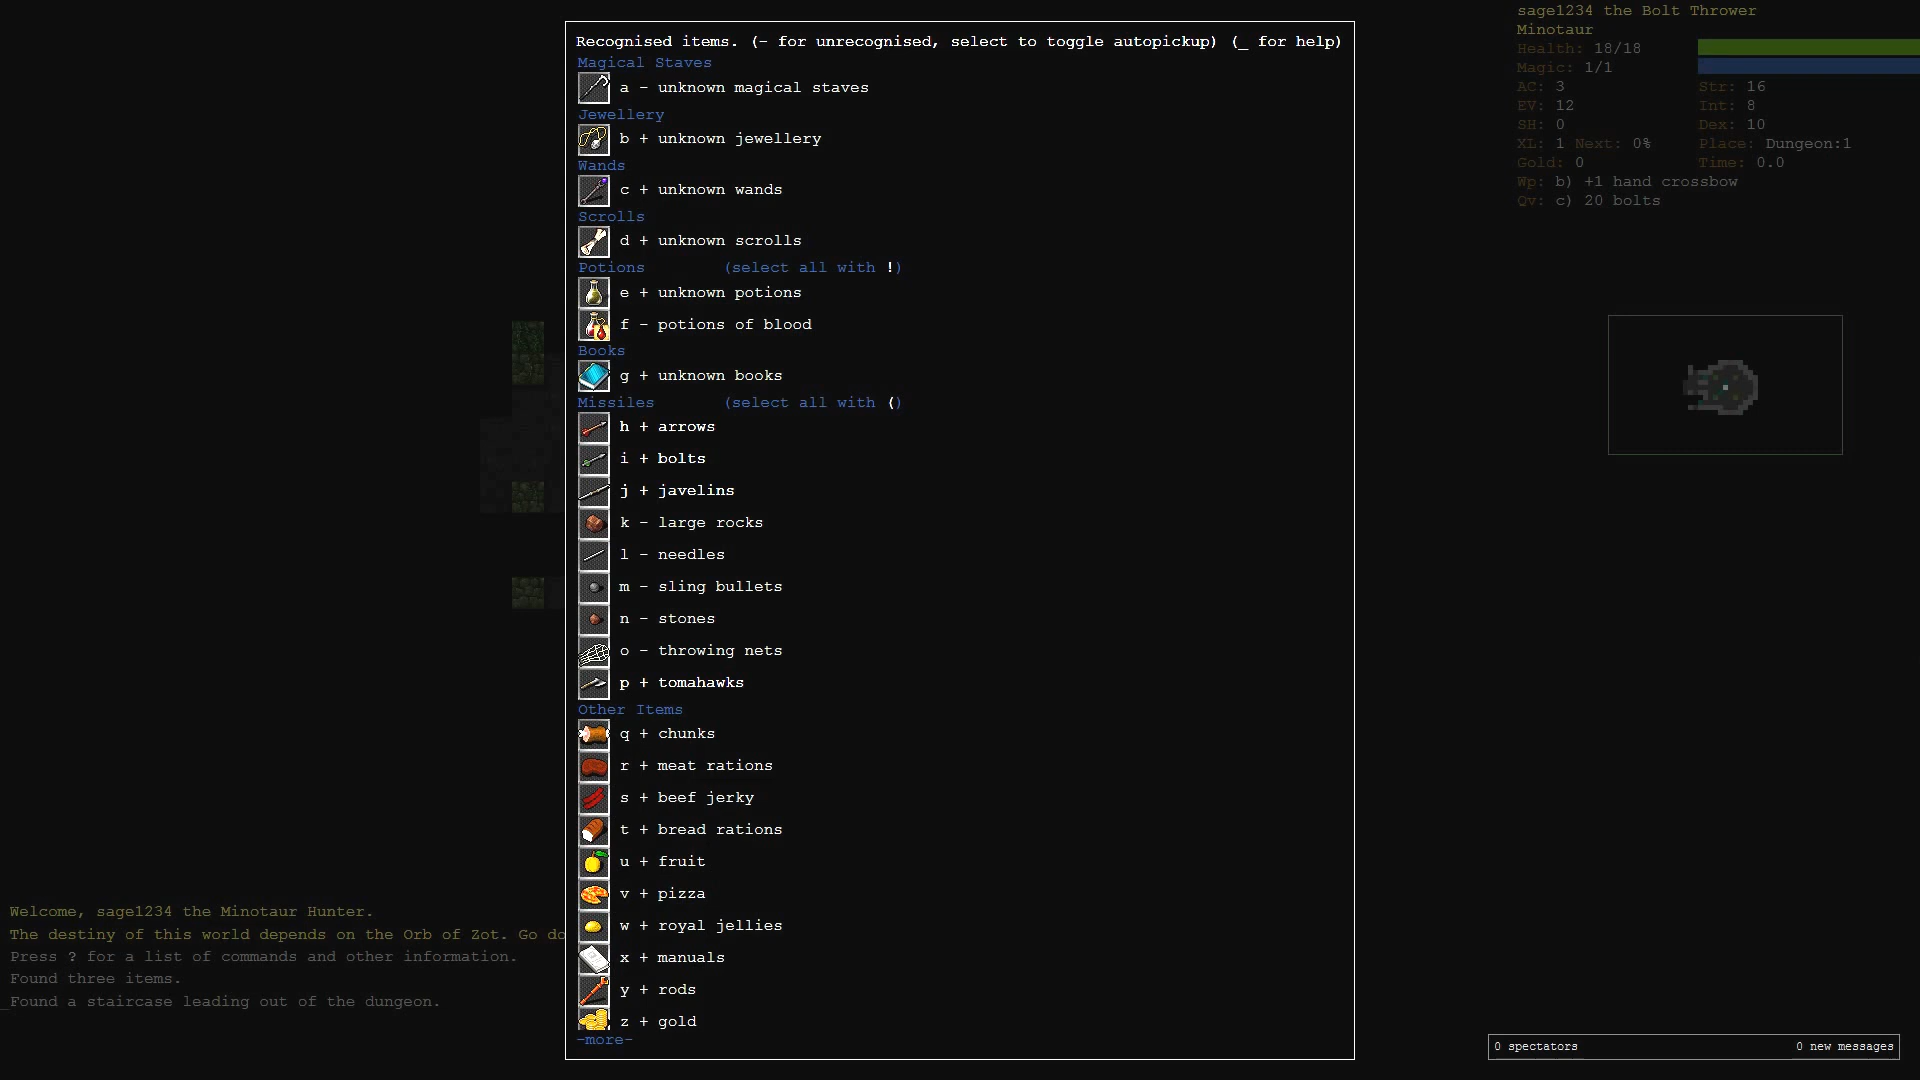 Recognised items. (- for unrecognised, select to toggle autopickup) (_ for help)
Magical Staves
a - unknown magical staves
Jewellery
b + unknown jewellery
Wands
c + unknown wands
Scrolls
d + unknown scrolls
Potions (select all with !)
e + unknown potions
f - potions of blood
Books
g + unknown books
Missiles (select all with ()
h + arrows
i + bolts
j + javelins
k - large rocks
l - needles
m - sling bullets
n - stones
o - throwing nets
p + tomahawks
Other Items
q + chunks
r + meat rations
s + beef jerky
t + bread rations
u + fruit
v + pizza
w + royal jellies
x + manuals
y + rods
z + gold
-more-
sage1234 the Bolt Thrower
Minotaur
Health: 18/18
Magic: 1/1
AC: 3 Str: 16
EV: 12 Int: 8
SH: 0 Dex: 10
XL: 1 Next: 0% Place: Dungeon:1
Gold: 0 Time: 0.0
Wp: b) +1 hand crossbow
Qv: c) 20 bolts
Welcome, sage1234 the Minotaur Hunter.
The destiny of this world depends on the Orb of Zot. Go do
Press ? for a list of commands and other information.
Found three items.
_Found a staircase leading out of the dungeon.
0 spectators 0 new messages